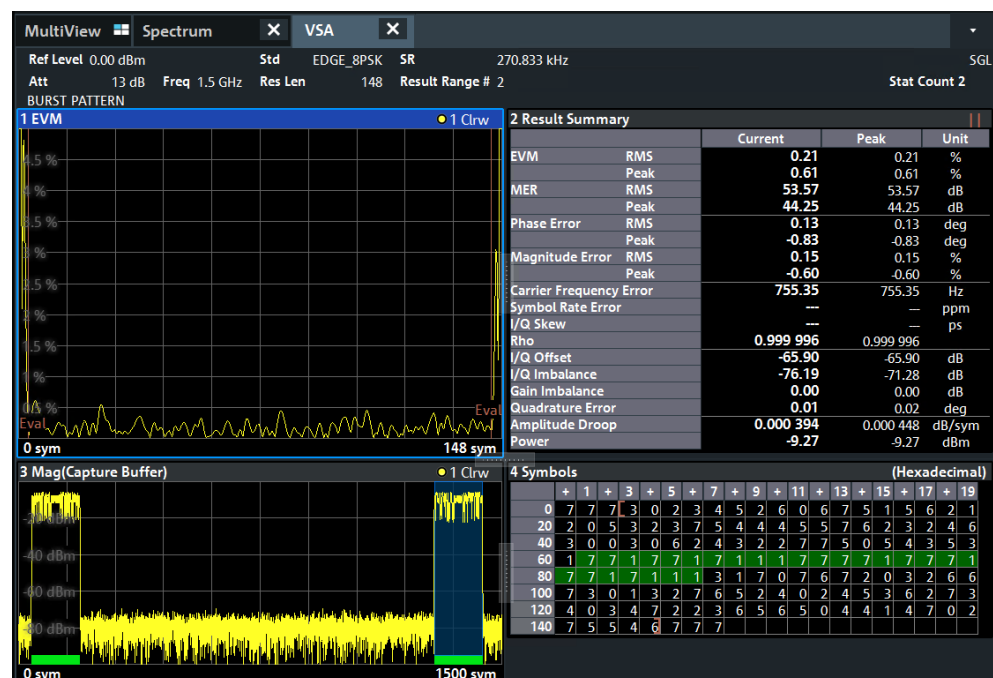 MultiView Spectrum X VSA X
Ref Level 0.00 dBm Std EDGE_8PSK SR 270.833 kHz SGL
Att 13 dB Freq 1.5 GHz Res Len 148 Result Range # 2 Stat Count 2
BURST PATTERN
1 EVM 1 Clrw
4.5 %
4 %
3.5 %
3 %
2.5 %
2 %
1.5 %
1 %
0.5 %
Eval Eval
0 sym 148 sym
2 Result Summary
Current Peak Unit
EVM RMS 0.21 0.21 %
Peak 0.61 0.61 %
MER RMS 53.57 53.57 dB
Peak 44.25 44.25 dB
Phase Error RMS 0.13 0.13 deg
Peak -0.83 -0.83 deg
Magnitude Error RMS 0.15 0.15 %
Peak -0.60 -0.60 %
Carrier Frequency Error 755.35 755.35 Hz
Symbol Rate Error --- --- ppm
I/Q Skew --- --- ps
Rho 0.999 996 0.999 996
I/Q Offset -65.90 -65.90 dB
I/Q Imbalance -76.19 -71.28 dB
Gain Imbalance 0.00 0.00 dB
Quadrature Error 0.01 0.02 deg
Amplitude Droop 0.000 394 0.000 448 dB/sym
Power -9.27 -9.27 dBm
3 Mag(Capture Buffer) 1 Clrw
-20 dBm
-40 dBm
-60 dBm
-80 dBm
0 sym 1500 sym
4 Symbols (Hexadecimal)
+ 1 + 3 + 5 + 7 + 9 + 11 + 13 + 15 + 17 + 19
0 7 7 7 3 0 2 3 4 5 2 6 0 6 7 5 1 5 6 2 1
20 2 0 5 3 2 3 7 5 4 4 4 5 5 7 6 2 3 2 4 6
40 3 0 0 3 0 6 2 4 3 2 2 7 7 5 0 5 4 3 5 3
60 1 7 7 1 7 7 1 7 1 1 1 7 7 7 7 1 7 7 7 1
80 7 7 1 7 1 1 1 3 1 7 0 7 6 7 2 0 3 2 6 6
100 7 3 0 1 3 2 7 6 5 2 4 0 2 4 5 3 6 2 7 3
120 4 0 3 4 7 2 2 3 6 5 6 5 0 4 4 1 4 7 0 2
140 7 5 5 4 6 7 7 7